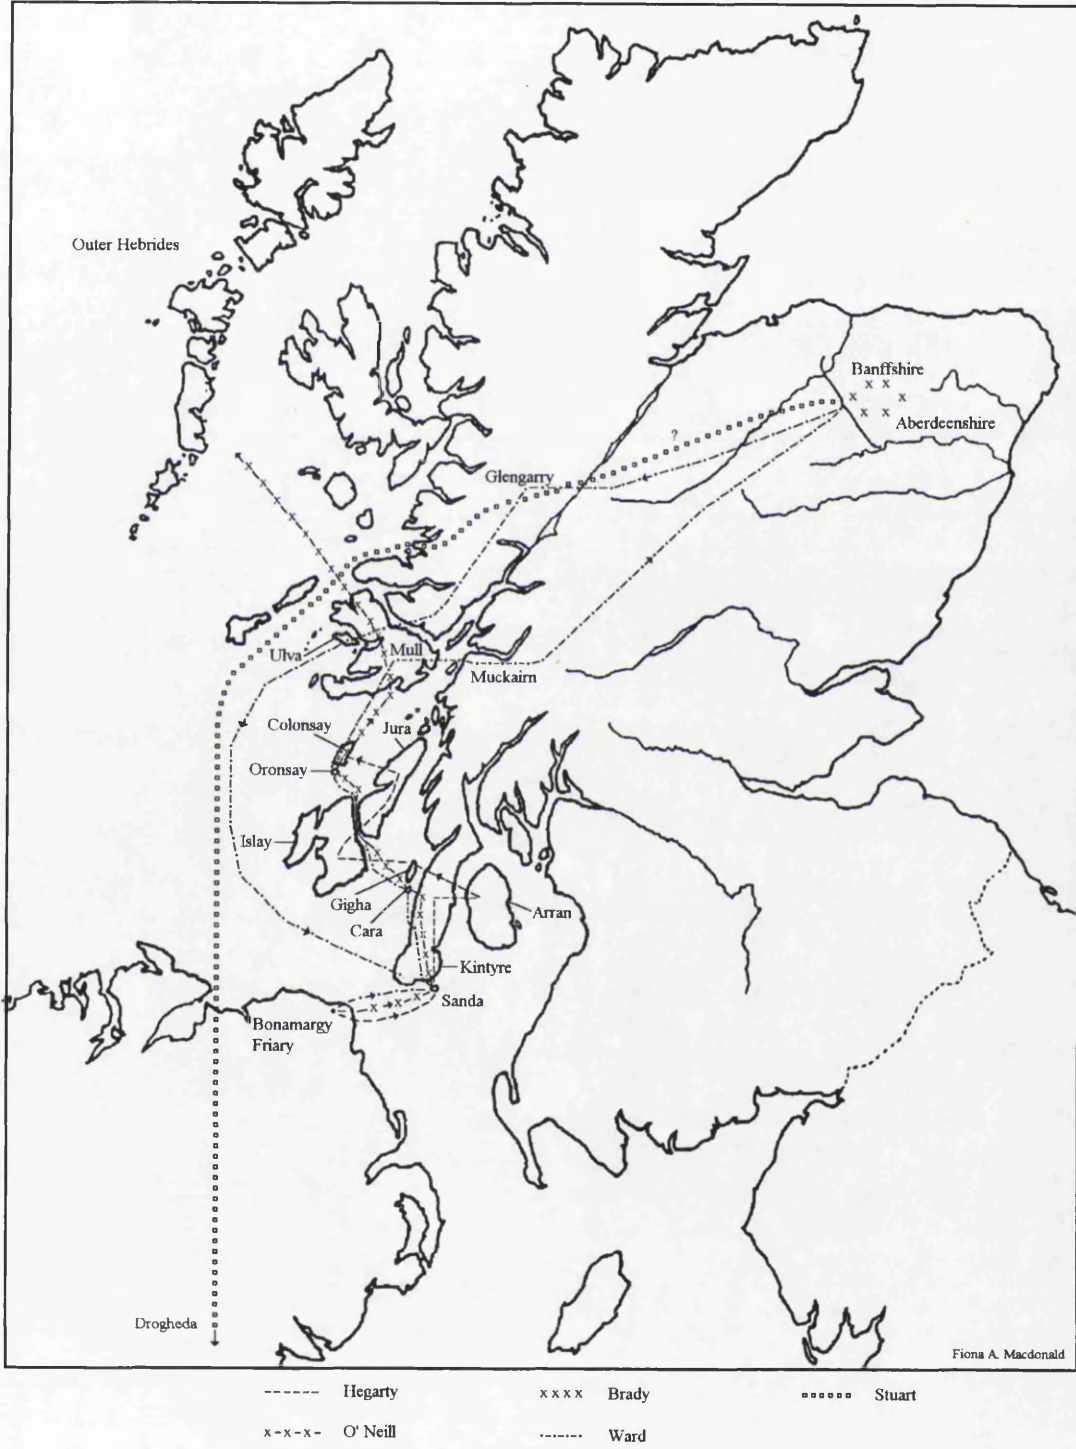 Outer Hebrides
Banffshire
x x
x x
x x
Aberdeenshire
?
Glengarry
Ulva
Mull
Muckairn
Colonsay
Jura
Oronsay
Islay
Gigha
Arran
Cara
Kintyre
Sanda
Bonamargy
Friary
Drogheda
Fiona A. Macdonald
------ Hegarty
xxxx Brady
Stuart
x-x-x- O' Neill
Ward